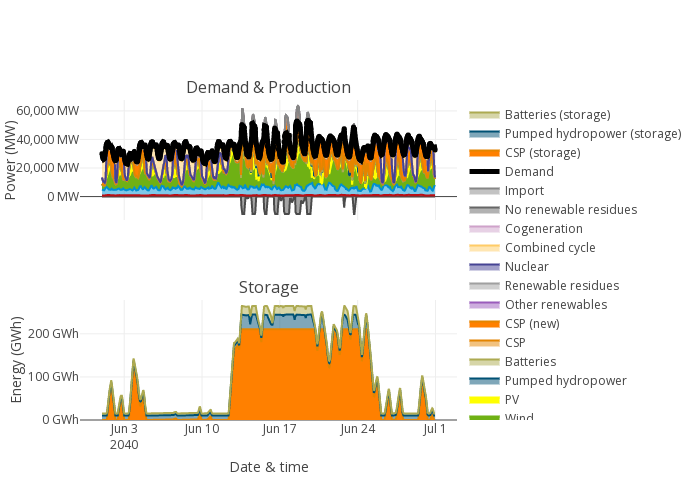 Demand & Production
60,000 MW
40,000 MW
20,000 MW
0 MW
Power (MW)
Storage
200 GWh
100 GWh
0 GWh
Energy (GWh)
Jun 3
2040
Jun 10
Jun 17
Jun 24
Jul 1
Date & time
Batteries (storage)
Pumped hydropower (storage)
CSP (storage)
Demand
Import
No renewable residues
Cogeneration
Combined cycle
Nuclear
Renewable residues
Other renewables
CSP (new)
CSP
Batteries
Pumped hydropower
PV
Wind